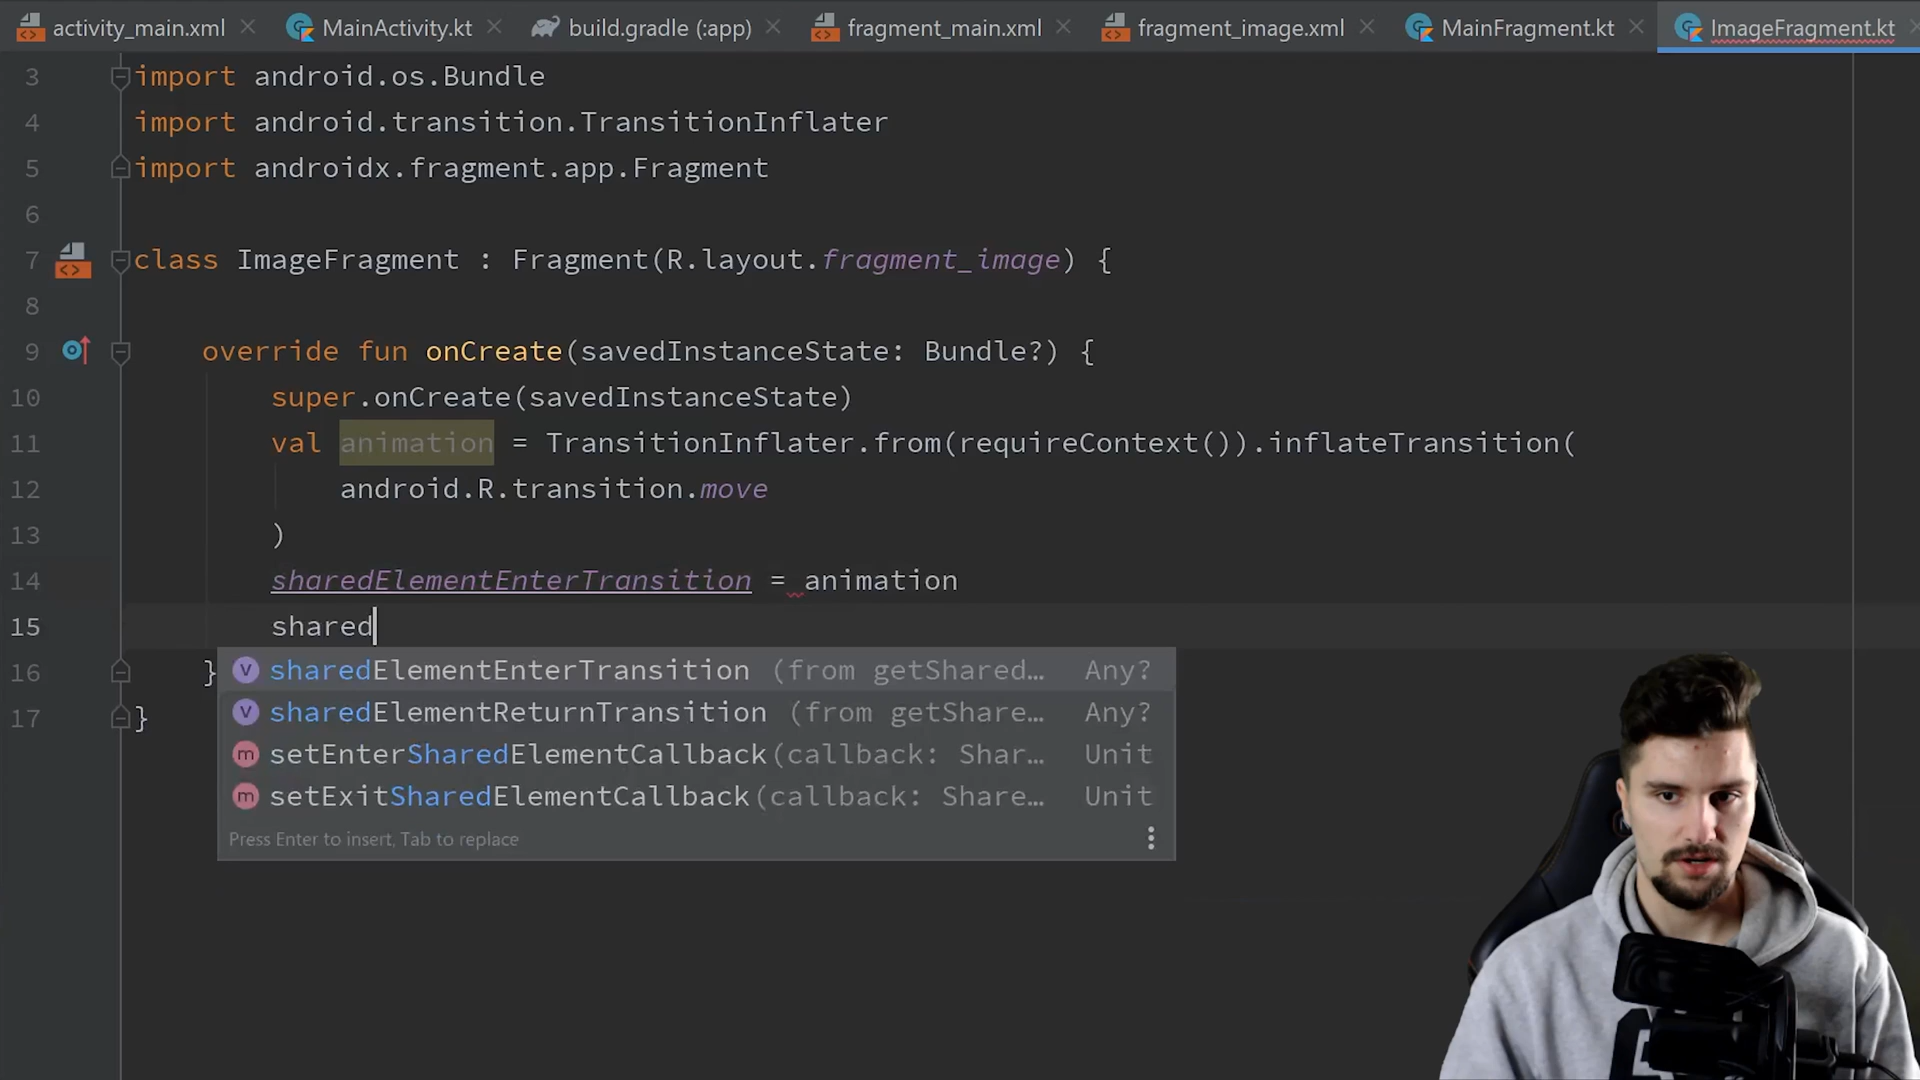 activity_main.xml MainActivity.kt build.gradle (:app) fragment_main.xml fragment_image.xml MainFragment.kt ImageFragment.kt
3 import android.os.Bundle
4 import android.transition.TransitionInflater
5 import androidx.fragment.app.Fragment
6
7 class ImageFragment : Fragment(R.layout.fragment_image) {
8
9 override fun onCreate(savedInstanceState: Bundle?) {
10 super.onCreate(savedInstanceState)
11 val animation = TransitionInflater.from(requireContext()).inflateTransition(
12 android.R.transition.move
13 )
14 sharedElementEnterTransition = animation
15 shared
16 }
sharedElementEnterTransition (from getShared… Any?
17 }
sharedElementReturnTransition (from getShare… Any?
setEnterSharedElementCallback(callback: Shar… Unit
setExitSharedElementCallback(callback: Share… Unit
Press Enter to insert, Tab to replace